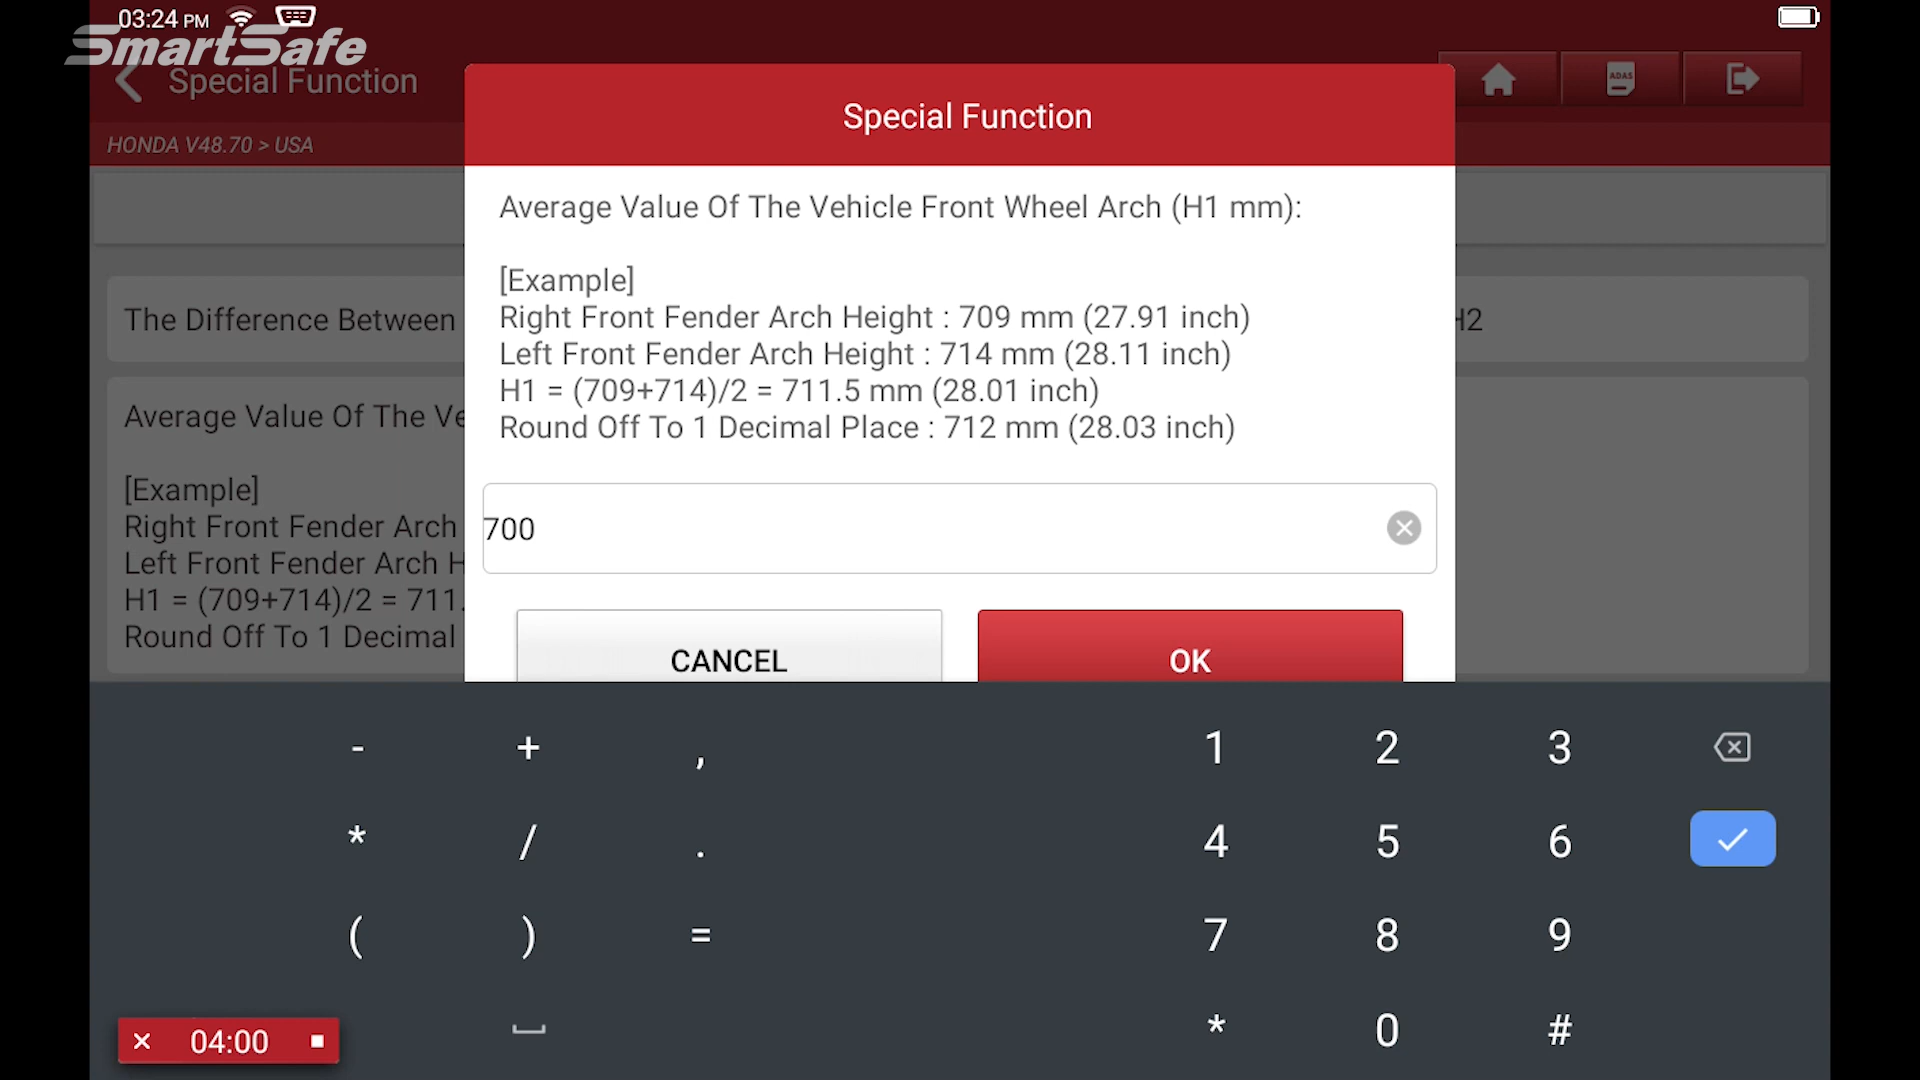 03:24 PM
SmartSafe
Special Function
ADAS
HONDA V48.70 > USA
Special Function
Average Value Of The Vehicle Front Wheel Arch (H1 mm):
[Example]
Right Front Fender Arch Height : 709 mm (27.91 inch)
Left Front Fender Arch Height : 714 mm (28.11 inch)
H1 = (709+714)/2 = 711.5 mm (28.01 inch)
Round Off To 1 Decimal Place : 712 mm (28.03 inch)
700
CANCEL
OK
The Difference Between
H2
Average Value Of The Ve
[Example]
Right Front Fender Arch
Left Front Fender Arch H
H1 = (709+714)/2 = 711.
Round Off To 1 Decimal
- + , 1 2 3
* / . 4 5 6
( ) = 7 8 9
* 0 #
04:00